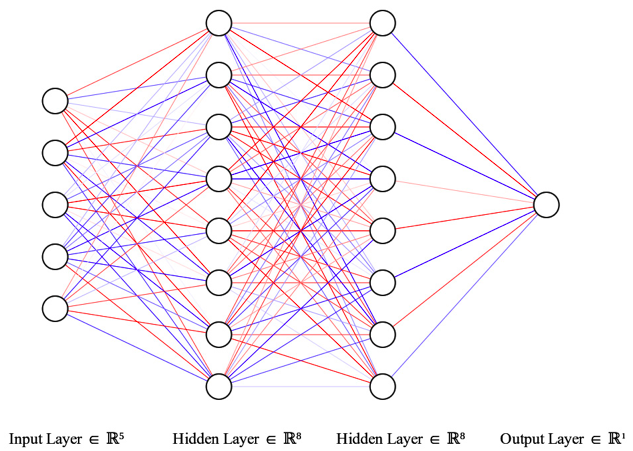 Input Layer ∈ ℝ⁵ Hidden Layer ∈ ℝ⁸ Hidden Layer ∈ ℝ⁸ Output Layer ∈ ℝ¹